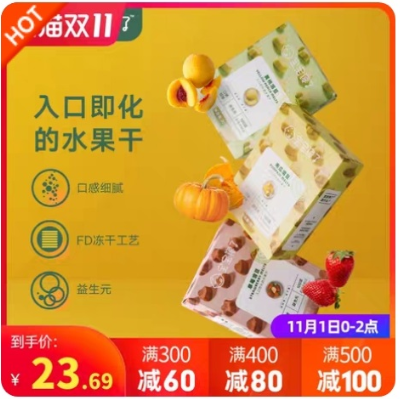 HOT
猫双11
了
入口即化
的水果干
口感细腻
FD冻干工艺
益生元
11月1日0-2点
到手价:
¥23.69
满300
减60
满400
减80
满500
减100